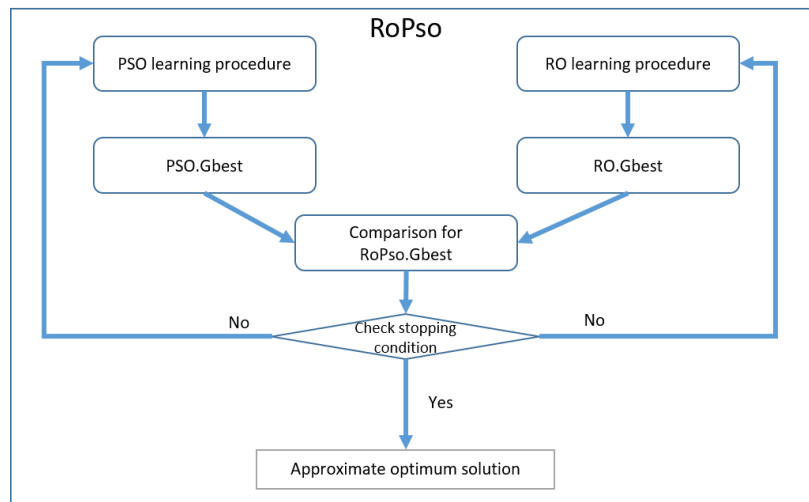 RoPso
PSO learning procedure
RO learning procedure
PSO.Gbest
RO.Gbest
Comparison for
RoPso.Gbest
No
Check stopping
condition
No
Yes
Approximate optimum solution